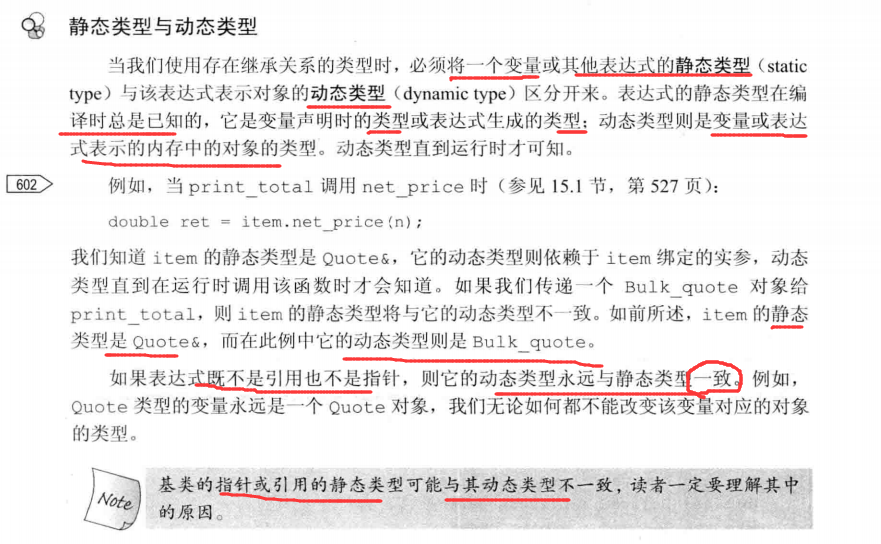 静态类型与动态类型
当我们使用存在继承关系的类型时，必须将一个变量或其他表达式的静态类型（static
type）与该表达式表示对象的动态类型（dynamic type）区分开来。表达式的静态类型在编
译时总是已知的，它是变量声明时的类型或表达式生成的类型；动态类型则是变量或表达
式表示的内存中的对象的类型。动态类型直到运行时才可知。
602
例如，当 print_total 调用 net_price 时（参见 15.1 节，第 527 页）：
double ret = item.net_price(n);
我们知道 item 的静态类型是 Quote&，它的动态类型则依赖于 item 绑定的实参，动态
类型直到在运行时调用该函数时才会知道。如果我们传递一个 Bulk_quote 对象给
print_total，则 item 的静态类型将与它的动态类型不一致。如前所述，item 的静态
类型是 Quote&，而在此例中它的动态类型则是 Bulk_quote。
如果表达式既不是引用也不是指针，则它的动态类型永远与静态类型一致。例如，
Quote 类型的变量永远是一个 Quote 对象，我们无论如何都不能改变该变量对应的对象
的类型。
Note
基类的指针或引用的静态类型可能与其动态类型不一致，读者一定要理解其中
的原因。